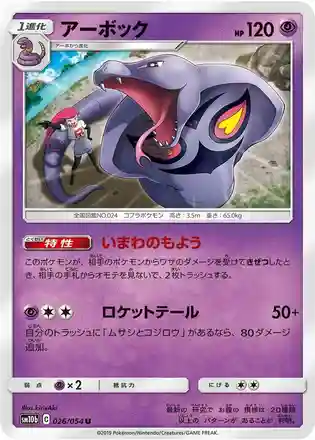 1進化
アーボック
HP 120
アーボから進化
全国図鑑NO.024 コブラポケモン 高さ：3.5m 重さ：65.0kg
特性 いまわのもよう
このポケモンが、相手のポケモンからワザのダメージを受けてきぜつしたとき、相手の手札からオモテを見ないで、2枚トラッシュする。
ロケットテール 50+
自分のトラッシュに「ムサシとコジロウ」があるなら、80ダメージ追加。
弱点 ×2 抵抗力 にげる
Illus. kirisAki
sm10b C 026/054 U
©2019 Pokémon/Nintendo/Creatures/GAME FREAK.